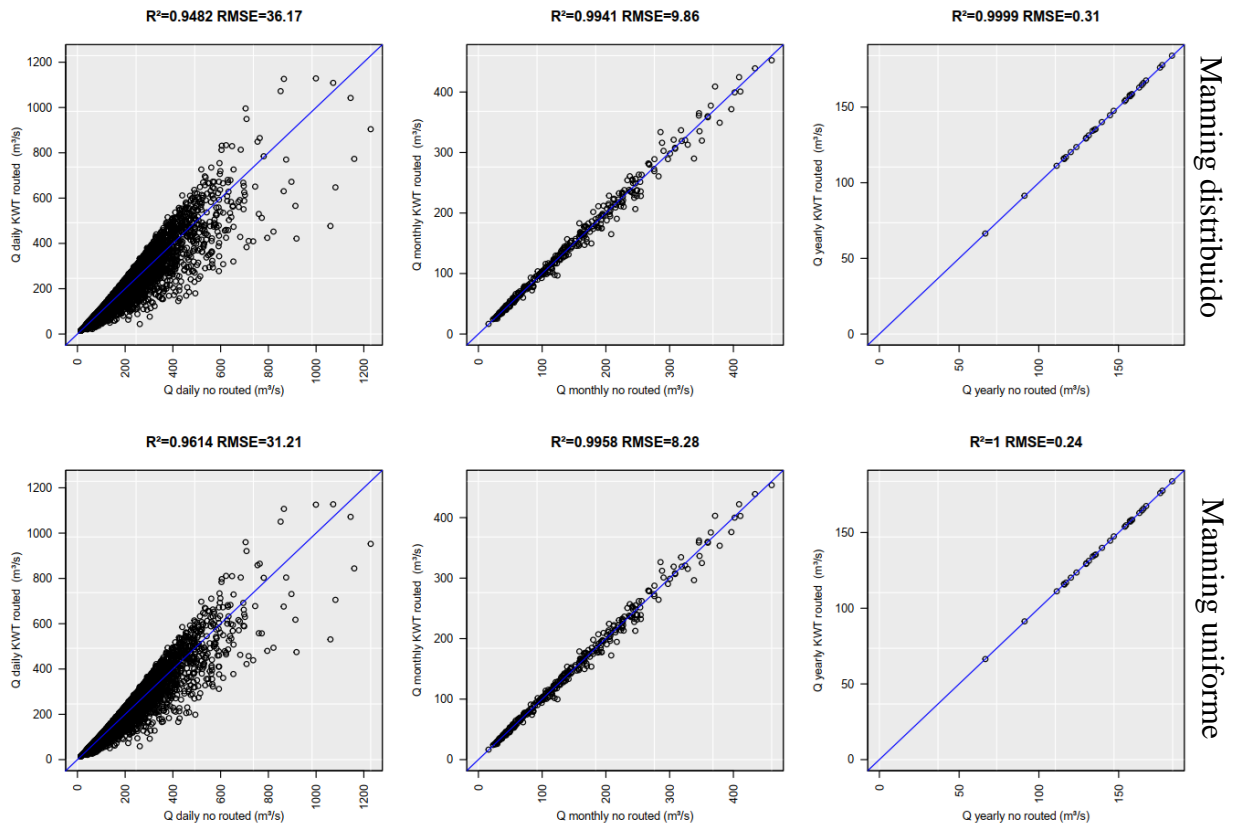 R²=0.9482 RMSE=36.17
Q daily KWT routed (m³/s)
1200
1000
800
600
400
200
0
0 200 400 600 800 1000 1200
Q daily no routed (m³/s)
R²=0.9941 RMSE=9.86
Q monthly KWT routed (m³/s)
400
300
200
100
0
0 100 200 300 400
Q monthly no routed (m³/s)
R²=0.9999 RMSE=0.31
Q yearly KWT routed (m³/s)
150
100
50
0
0 50 100 150
Q yearly no routed (m³/s)
Manning distribuido
R²=0.9614 RMSE=31.21
Q daily KWT routed (m³/s)
1200
1000
800
600
400
200
0
0 200 400 600 800 1000 1200
Q daily no routed (m³/s)
R²=0.9958 RMSE=8.28
Q monthly KWT routed (m³/s)
400
300
200
100
0
0 100 200 300 400
Q monthly no routed (m³/s)
R²=1 RMSE=0.24
Q yearly KWT routed (m³/s)
150
100
50
0
0 50 100 150
Q yearly no routed (m³/s)
Manning uniforme